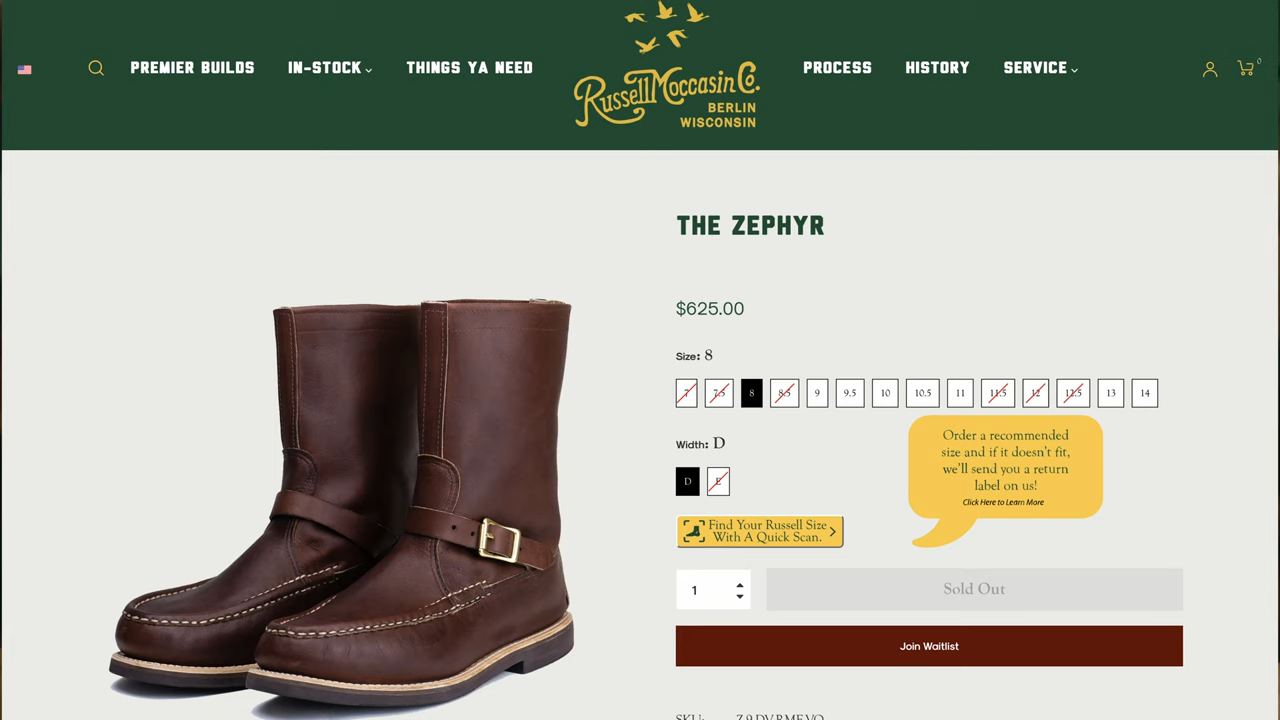 PREMIER BUILDS
IN-STOCK
THINGS YA NEED
Russell Moccasin Co.
BERLIN
WISCONSIN
PROCESS
HISTORY
SERVICE
0
THE ZEPHYR
$625.00
Size: 8
7 7.5 8 8.5 9 9.5 10 10.5 11 11.5 12 12.5 13 14
Width: D
D E
Order a recommended
size and if it doesn't fit,
we'll send you a return
label on us!
Click Here to Learn More
Find Your Russell Size
With A Quick Scan.
1
Sold Out
Join Waitlist
SKU: